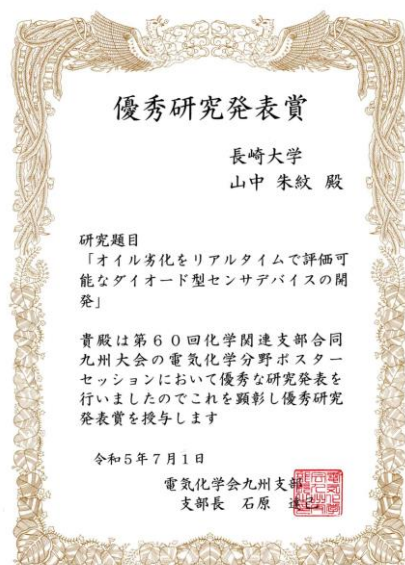 優秀研究発表賞
長崎大学
山中 朱紋 殿
研究題目
「オイル劣化をリアルタイムで評価可
能なダイオード型センサデバイスの開
発」
貴殿は第60回化学関連支部合同
九州大会の電気化学分野ポスター
セッションにおいて優秀な研究発表を
行いましたのでこれを顕彰し優秀研究
発表賞を授与します
令和5年7月1日
電気化学会九州支部
支部長 石原 達己